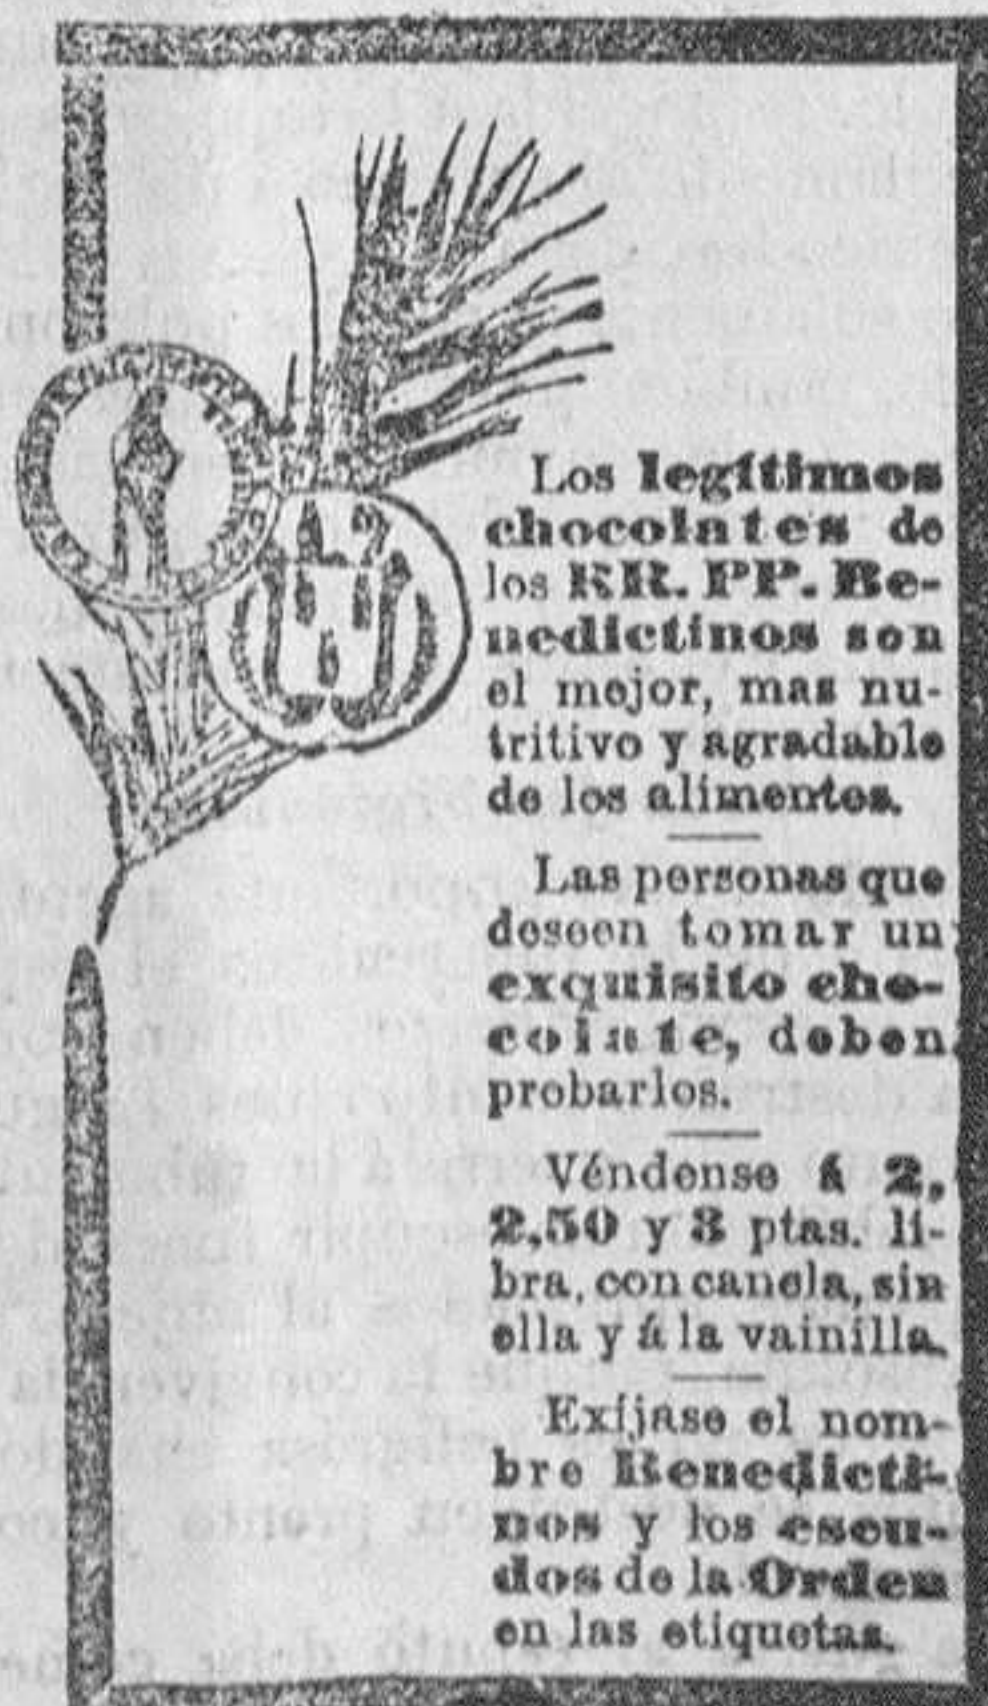 Los legítimos
chocolates de
los RR. PP. Be-
nedictinos son
el mejor, mas nu-
tritivo y agradable
de los alimentos.
Las personas que
deseen tomar un
exquisito cho-
colate, deben
probarlos.
Véndense á 2,
2,50 y 3 ptas. li-
bra, con canela, sin
ella y á la vainilla.
Exíjase el nom-
bre Benedicti-
nos y los escu-
dos de la Orden
en las etiquetas.